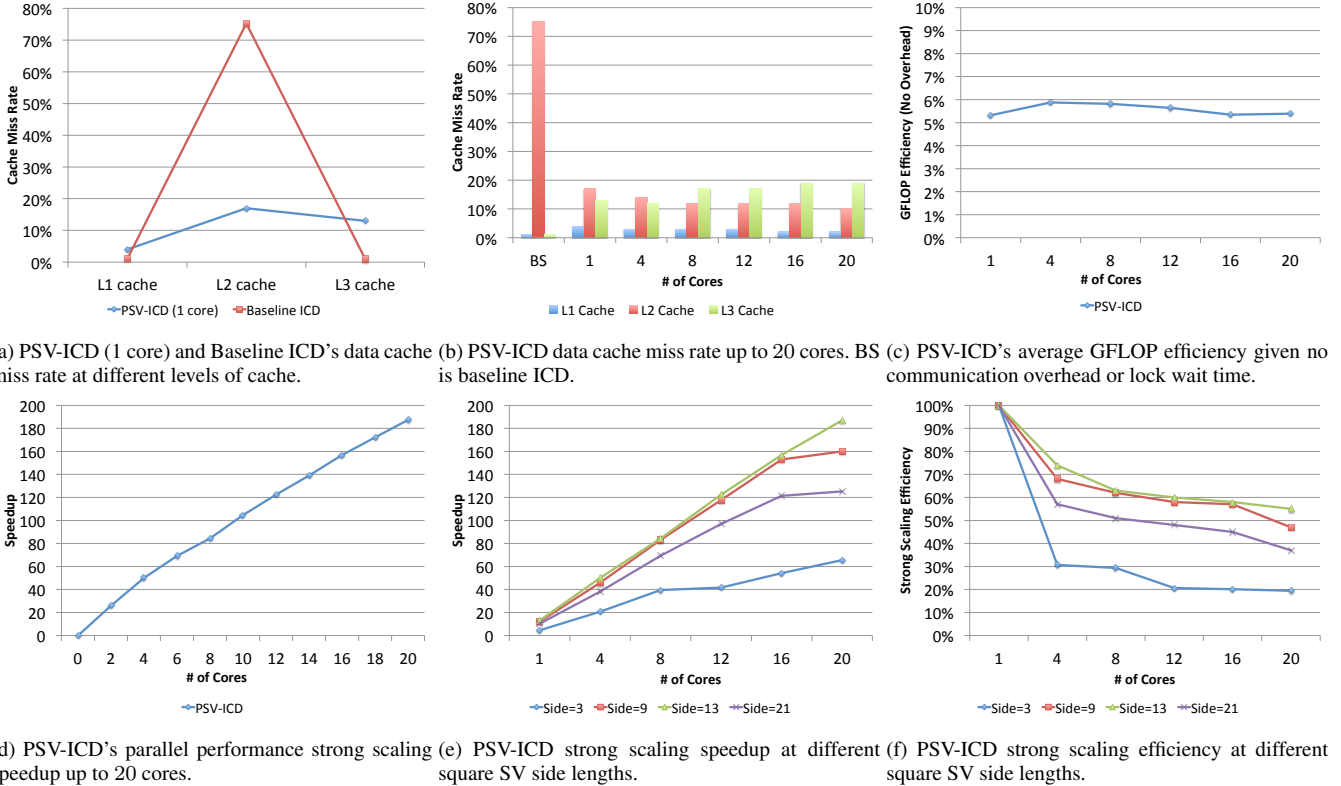 80%
70%
60%
50%
40%
30%
20%
10%
0%
Cache Miss Rate
L1 cache L2 cache L3 cache
PSV-ICD (1 core) Baseline ICD
80%
70%
60%
50%
40%
30%
20%
10%
0%
Cache Miss Rate
BS 1 4 8 12 16 20
# of Cores
L1 Cache L2 Cache L3 Cache
10%
9%
8%
7%
6%
5%
4%
3%
2%
1%
0%
GFLOP Efficiency (No Overhead)
1 4 8 12 16 20
# of Cores
PSV-ICD
a) PSV-ICD (1 core) and Baseline ICD's data cache
miss rate at different levels of cache.
(b) PSV-ICD data cache miss rate up to 20 cores. BS
is baseline ICD.
(c) PSV-ICD's average GFLOP efficiency given no
communication overhead or lock wait time.
200
180
160
140
120
100
80
60
40
20
0
Speedup
0 2 4 6 8 10 12 14 16 18 20
# of Cores
PSV-ICD
200
180
160
140
120
100
80
60
40
20
0
Speedup
1 4 8 12 16 20
# of Cores
Side=3 Side=9 Side=13 Side=21
100%
90%
80%
70%
60%
50%
40%
30%
20%
10%
0%
Strong Scaling Efficiency
1 4 8 12 16 20
# of Cores
Side=3 Side=9 Side=13 Side=21
d) PSV-ICD's parallel performance strong scaling
peedup up to 20 cores.
(e) PSV-ICD strong scaling speedup at different
square SV side lengths.
(f) PSV-ICD strong scaling efficiency at different
square SV side lengths.